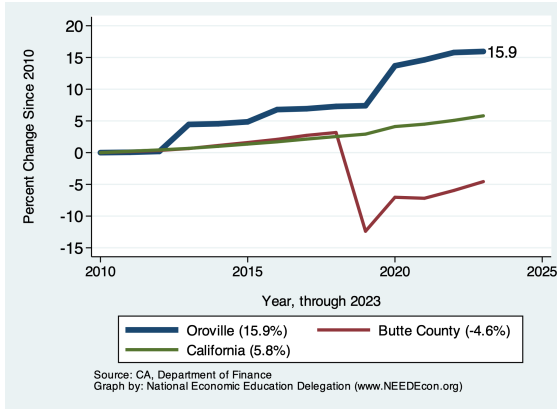 20
15
10
5
0
-5
-10
-15
Percent Change Since 2010
15.9
2010
2015
2020
2025
Year, through 2023
Oroville (15.9%)
Butte County (-4.6%)
California (5.8%)
Source: CA, Department of Finance
Graph by: National Economic Education Delegation (www.NEEDEcon.org)